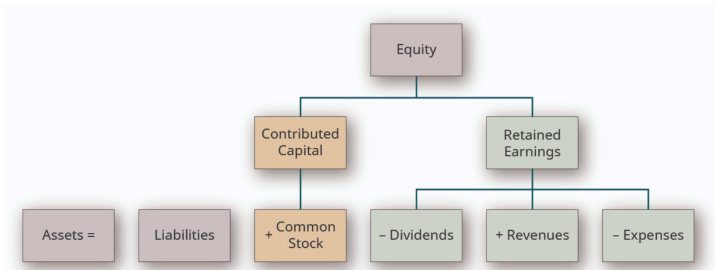 Equity
Contributed
Capital
Retained
Earnings
Assets =
Liabilities
+ Common
Stock
– Dividends
+ Revenues
– Expenses